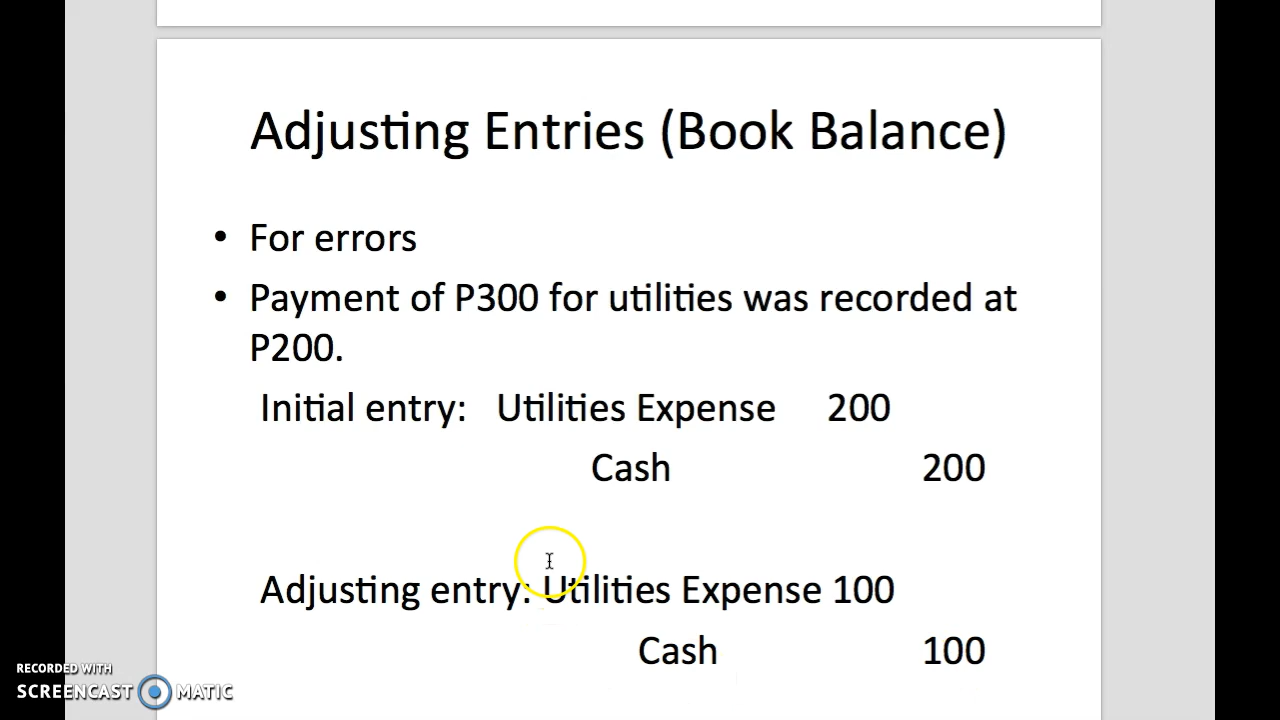 Adjusting Entries (Book Balance)
• For errors
• Payment of P300 for utilities was recorded at
P200.
Initial entry: Utilities Expense 200
Cash 200
Adjusting entry: Utilities Expense 100
Cash 100
RECORDED WITH
SCREENCAST MATIC